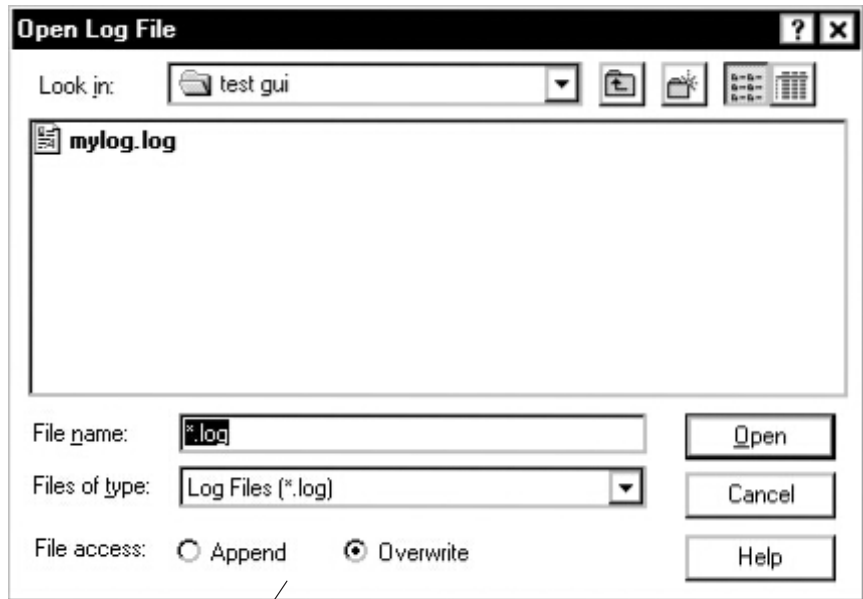 Open Log File
Look in: test gui
mylog.log
File name: *.log Open
Files of type: Log Files (*.log) Cancel
File access: Append Overwrite Help